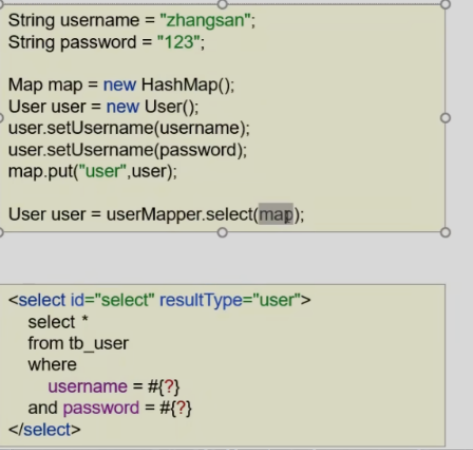 String username = "zhangsan";
String password = "123";
Map map = new HashMap();
User user = new User();
user.setUsername(username);
user.setUsername(password);
map.put("user",user);
User user = userMapper.select(map);
<select id="select" resultType="user">
select *
from tb_user
where
username = #{?}
and password = #{?}
</select>